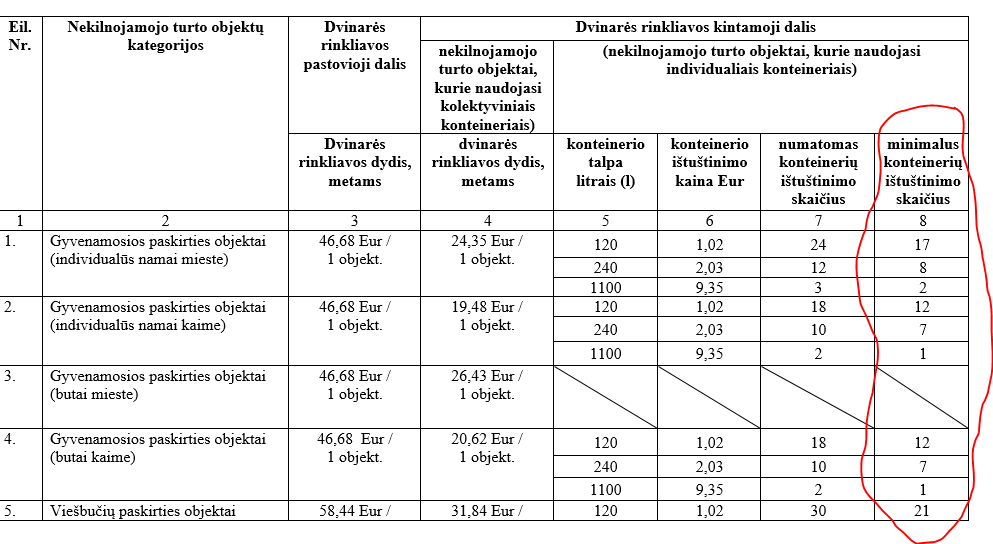 Eil. Nr. | Nekilnojamojo turto objektų kategorijos | Dvinarės rinkliavos pastovioji dalis | Dvinarės rinkliavos kintamoji dalis
nekilnojamojo turto objektai, kurie naudojasi kolektyviniais konteineriais) | (nekilnojamojo turto objektai, kurie naudojasi individualiais konteineriais)
Dvinarės rinkliavos dydis, metams | dvinarės rinkliavos dydis, metams | konteinerio talpa litrais (l) | konteinerio ištuštinimo kaina Eur | numatomas konteinerių ištuštinimo skaičius | minimalus konteinerių ištuštinimo skaičius
1 | 2 | 3 | 4 | 5 | 6 | 7 | 8
1. | Gyvenamosios paskirties objektai (individualūs namai mieste) | 46,68 Eur / 1 objekt. | 24,35 Eur / 1 objekt. | 120 | 1,02 | 24 | 17
240 | 2,03 | 12 | 8
1100 | 9,35 | 3 | 2
2. | Gyvenamosios paskirties objektai (individualūs namai kaime) | 46,68 Eur / 1 objekt. | 19,48 Eur / 1 objekt. | 120 | 1,02 | 18 | 12
240 | 2,03 | 10 | 7
1100 | 9,35 | 2 | 1
3. | Gyvenamosios paskirties objektai (butai mieste) | 46,68 Eur / 1 objekt. | 26,43 Eur / 1 objekt.
4. | Gyvenamosios paskirties objektai (butai kaime) | 46,68 Eur / 1 objekt. | 20,62 Eur / 1 objekt. | 120 | 1,02 | 18 | 12
240 | 2,03 | 10 | 7
1100 | 9,35 | 2 | 1
5. | Viešbučių paskirties objektai | 58,44 Eur / | 31,84 Eur / | 120 | 1,02 | 30 | 21